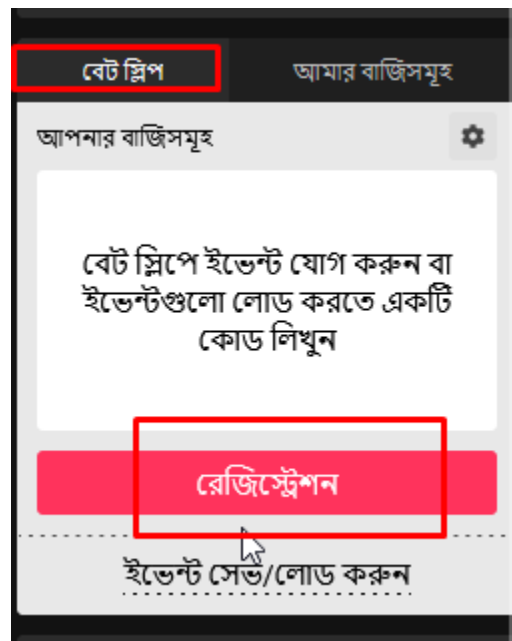 বেট স্লিপ আমার বাজিসমূহ
আপনার বাজিসমূহ
বেট স্লিপে ইভেন্ট যোগ করুন বা
ইভেন্টগুলো লোড করতে একটি
কোড লিখুন
রেজিস্ট্রেশন
ইভেন্ট সেভ/লোড করুন